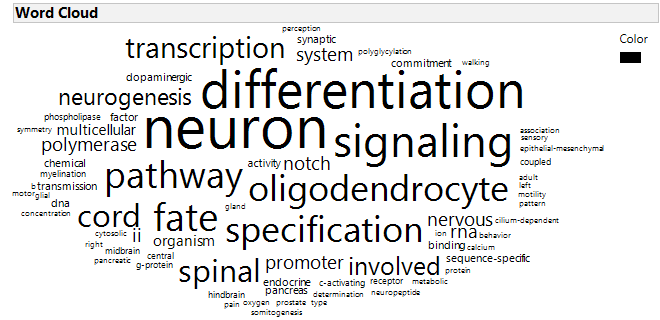 Word Cloud
Color
perception
transcription synaptic
system polyglycylation
commitment walking
dopaminergic
neurogenesis differentiation
phospholipase factor
symmetry multicellular neuron signaling association
sensory
polymerase epithelial-mesenchymal
chemical activity notch coupled
myelination pathway
b transmission oligodendrocyte adult
left
motor glial motility
dna pattern
concentration cord fate gland
nervous cilium-dependent
cytosolic ii specification ion rna behavior
right organism binding calcium
midbrain central
pancreatic g-protein spinal promoter involved sequence-specific
protein
endocrine c-activating receptor metabolic
hindbrain pancreas determination neuropeptide
pain oxygen prostate type
somitogenesis